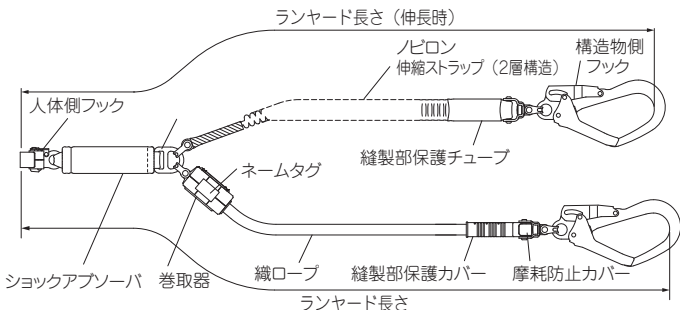 ランヤード長さ（伸長時）
ノビロン
伸縮ストラップ（2層構造）
構造物側
フック
人体側フック
縫製部保護チューブ
ネームタグ
ショックアブソーバ
巻取器
織ロープ
縫製部保護カバー
摩耗防止カバー
ランヤード長さ